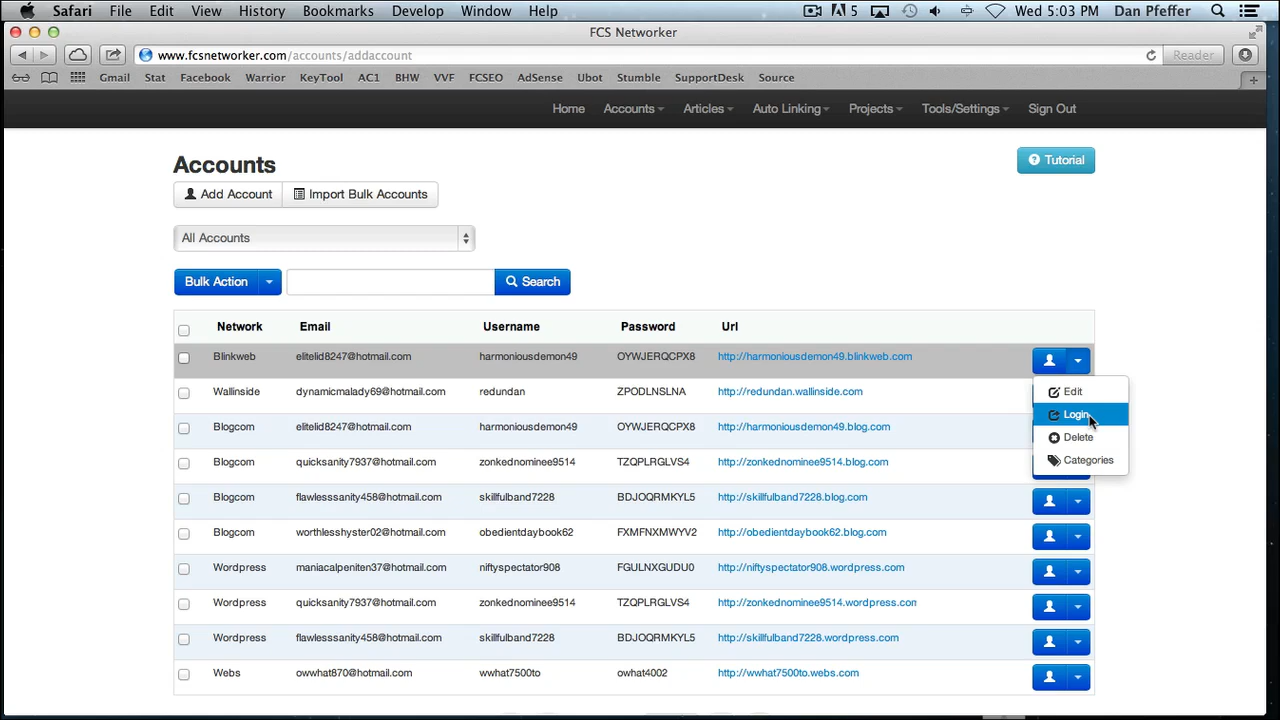 Safari File Edit View History Bookmarks Develop Window Help 5 Wed 5:03 PM Dan Pfeffer
FCS Networker
www.fcsnetworker.com/accounts/addaccount Reader
Gmail Stat Facebook Warrior KeyTool AC1 BHW VVF FCSEO AdSense Ubot Stumble SupportDesk Source
Home Accounts Articles Auto Linking Projects Tools/Settings Sign Out
Accounts Tutorial
Add Account Import Bulk Accounts
All Accounts
Bulk Action Search
Network Email Username Password Url
Blinkweb elitelid8247@hotmail.com harmoniousdemon49 OYWJERQCPX8 http://harmoniousdemon49.blinkweb.com
Wallinside dynamicmalady69@hotmail.com redundan ZPODLNSLNA http://redundan.wallinside.com Edit
Login
Blogcom elitelid8247@hotmail.com harmoniousdemon49 OYWJERQCPX8 http://harmoniousdemon49.blog.com
Delete
Blogcom quicksanity7937@hotmail.com zonkednominee9514 TZQPLRGLVS4 http://zonkednominee9514.blog.com Categories
Blogcom flawlesssanity458@hotmail.com skillfulband7228 BDJOQRMKYL5 http://skillfulband7228.blog.com
Blogcom worthlesshyster02@hotmail.com obedientdaybook62 FXMFNXMWYV2 http://obedientdaybook62.blog.com
Wordpress maniacalpeniten37@hotmail.com niftyspectator908 FGULNXGUDU0 http://niftyspectator908.wordpress.com
Wordpress quicksanity7937@hotmail.com zonkednominee9514 TZQPLRGLVS4 http://zonkednominee9514.wordpress.com
Wordpress flawlesssanity458@hotmail.com skillfulband7228 BDJOQRMKYL5 http://skillfulband7228.wordpress.com
Webs owwhat870@hotmail.com wwhat7500to owhat4002 http://wwhat7500to.webs.com